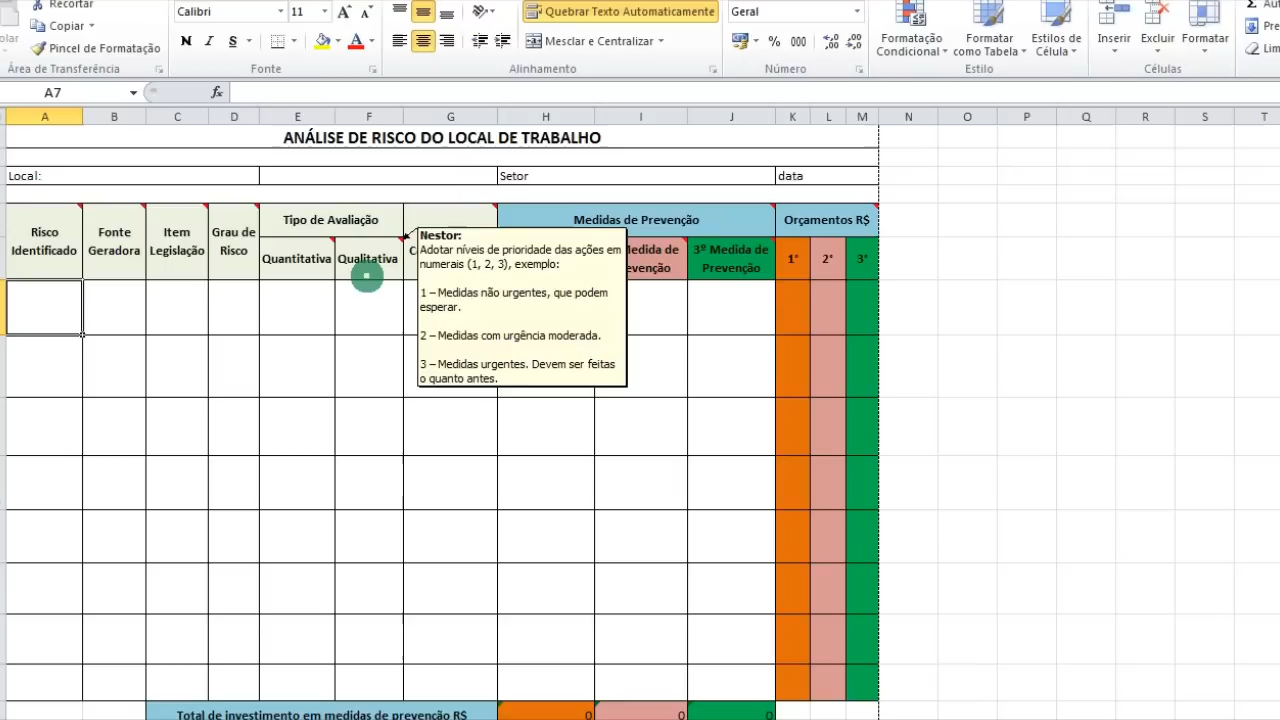 Recortar
Copiar
Pincel de Formatação
Área de Transferência
Calibri
11
A A
N I S
A
Fonte
Quebrar Texto Automaticamente
Mesclar e Centralizar
Alinhamento
Geral
% 000
Número
Formatação
Condicional
Formatar
como Tabela
Estilos de
Célula
Estilo
Inserir
Excluir
Formatar
Células
A7
fx
A B C D E F G H I J K L M N O P Q R S T
ANÁLISE DE RISCO DO LOCAL DE TRABALHO
Local:
Setor
data
Risco
Identificado
Fonte
Geradora
Item
Legislação
Grau de
Risco
Tipo de Avaliação
Quantitativa
Qualitativa
Medidas de Prevenção
3º Medida de
Prevenção
Orçamentos R$
1° 2° 3°
Nestor:
Adotar níveis de prioridade das ações em
numerais (1, 2, 3), exemplo:
1 – Medidas não urgentes, que podem
esperar.
2 – Medidas com urgência moderada.
3 – Medidas urgentes. Devem ser feitas
o quanto antes.
Total de investimento em medidas de prevenção R$
0 0 0